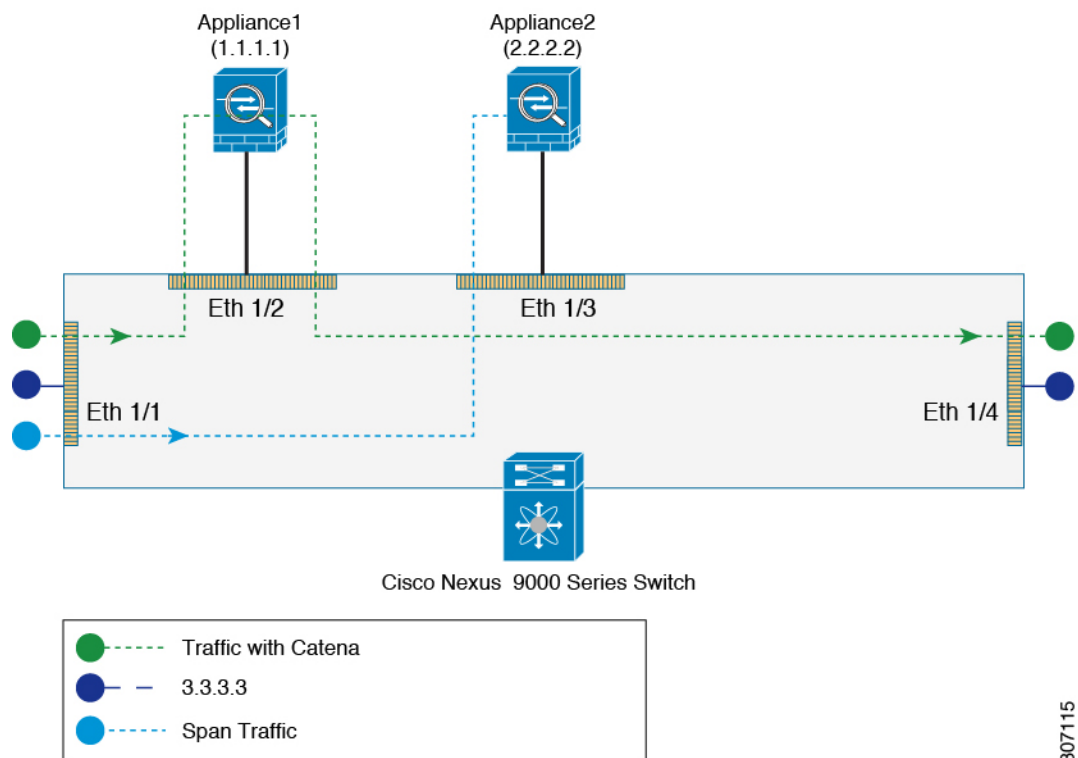 Appliance1
(1.1.1.1)
Appliance2
(2.2.2.2)
Eth 1/2
Eth 1/3
Eth 1/1
Eth 1/4
Cisco Nexus 9000 Series Switch
Traffic with Catena
3.3.3.3
Span Traffic
307115